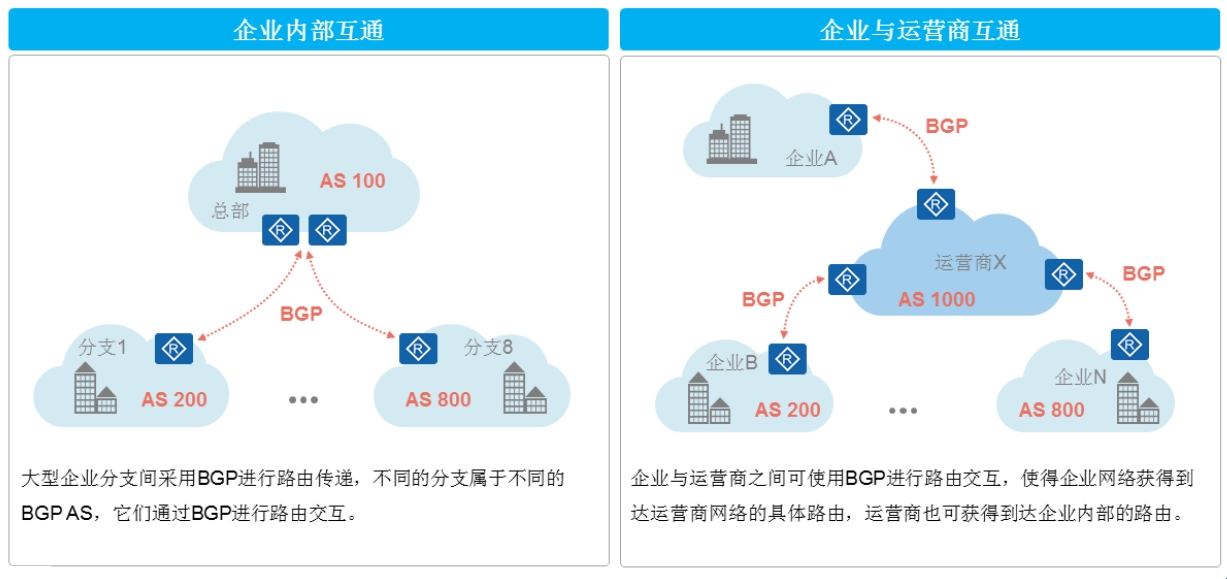 企业内部互通
AS 100
总部
R R
BGP
分支1
R
AS 200
•••
R
分支8
AS 800
大型企业分支间采用BGP进行路由传递，不同的分支属于不同的
BGP AS，它们通过BGP进行路由交互。
企业与运营商互通
R
BGP
企业A
R
运营商X
R
R
BGP
BGP
AS 1000
企业B
R
AS 200
•••
R
企业N
AS 800
企业与运营商之间可使用BGP进行路由交互，使得企业网络获得到
达运营商网络的具体路由，运营商也可获得到达企业内部的路由。